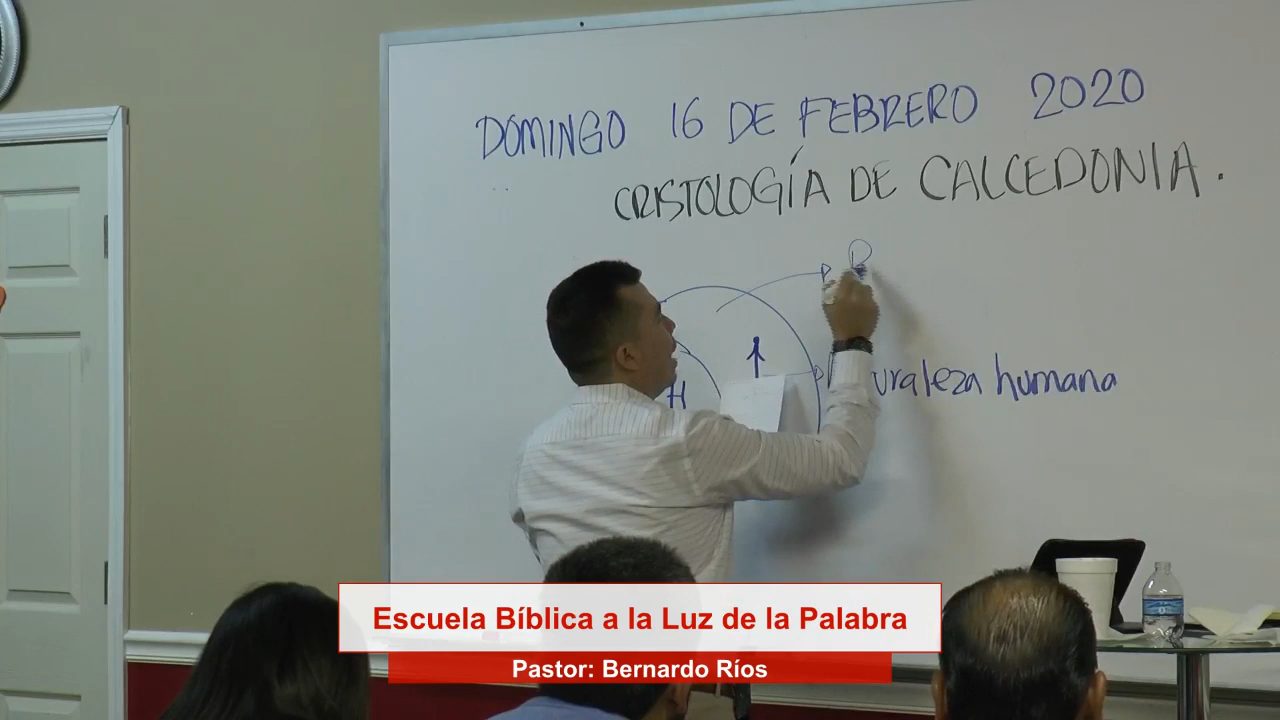 DOMINGO 16 DE FEBRERO 2020
CRISTOLOGÍA DE CALCEDONIA.
H
humana
Escuela Bíblica a la Luz de la Palabra
Pastor: Bernardo Ríos